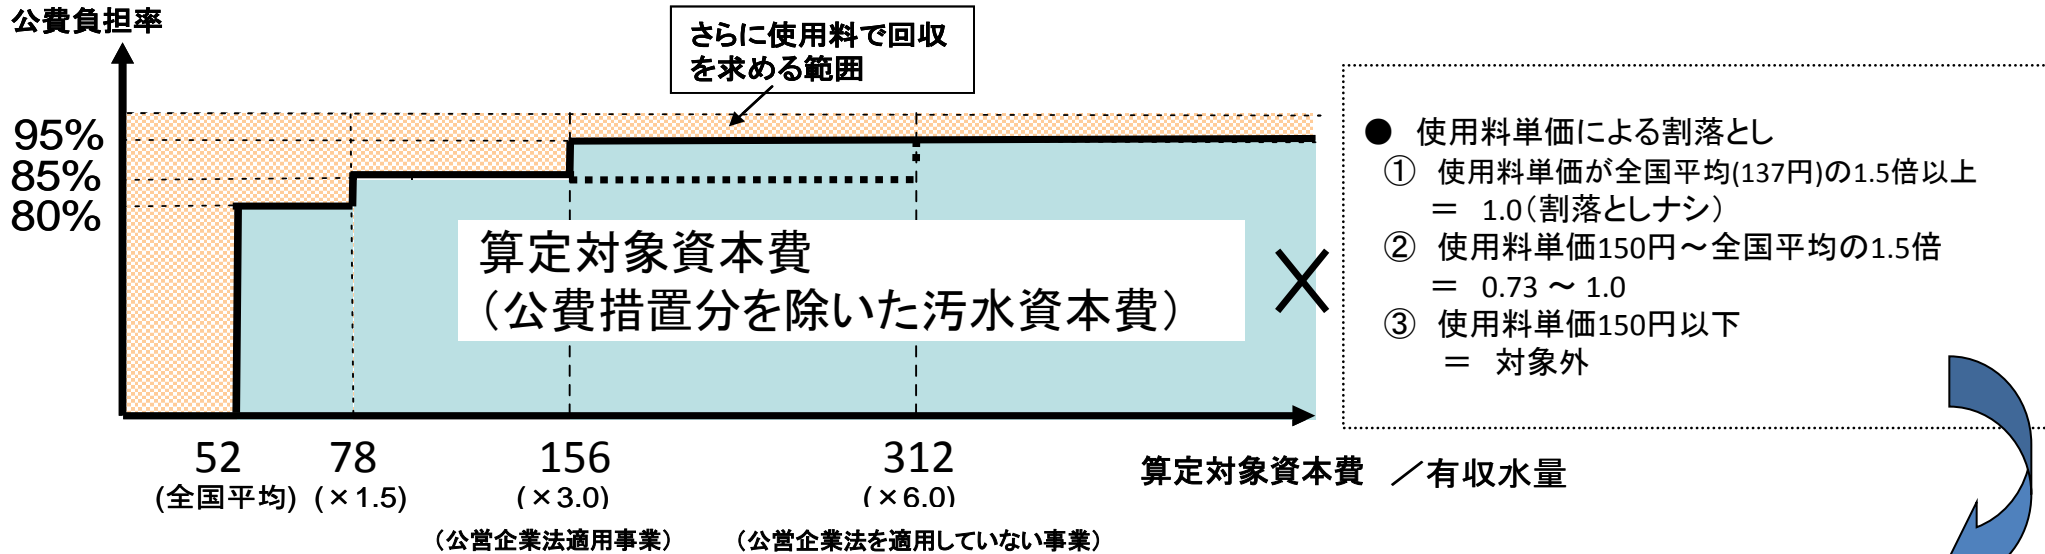 公費負担率
さらに使用料で回収
を求める範囲
95%
85%
80%
算定対象資本費
（公費措置分を除いた汚水資本費）
● 使用料単価による割落とし
① 使用料単価が全国平均(137円)の1.5倍以上
＝ 1.0（割落としナシ）
② 使用料単価150円～全国平均の1.5倍
＝ 0.73 ～ 1.0
③ 使用料単価150円以下
＝ 対象外
52 78 156 312
(全国平均) (×1.5) (×3.0) (×6.0)
算定対象資本費 ／有収水量
（公営企業法適用事業） （公営企業法を適用していない事業）